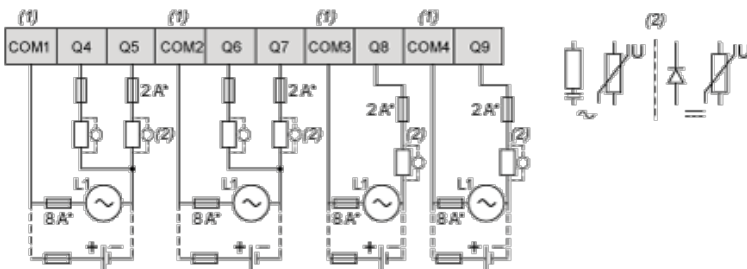 (1) (1) (1) (1) (2)
COM1 Q4 Q5 COM2 Q6 Q7 COM3 Q8 COM4 Q9
U U
2 A* 2 A* 2 A* 2 A*
(2) (2) (2) (2)
L1 L1 L1 L1
8 A* 8 A* 8 A* 8 A*
+ − + − + − + −